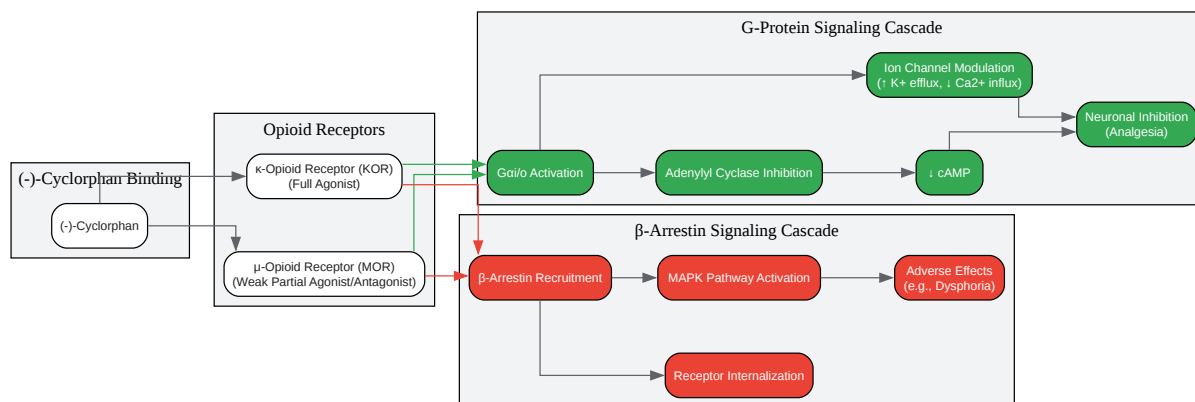 G-Protein Signaling Cascade
Ion Channel Modulation
(↑ K+ efflux, ↓ Ca2+ influx)
Neuronal Inhibition
(Analgesia)
Opioid Receptors
κ-Opioid Receptor (KOR)
(Full Agonist)
Gαi/o Activation
Adenylyl Cyclase Inhibition
↓ cAMP
(-)-Cyclorphan Binding
(-)-Cyclorphan
μ-Opioid Receptor (MOR)
(Weak Partial Agonist/Antagonist)
β-Arrestin Signaling Cascade
β-Arrestin Recruitment
MAPK Pathway Activation
Adverse Effects
(e.g., Dysphoria)
Receptor Internalization